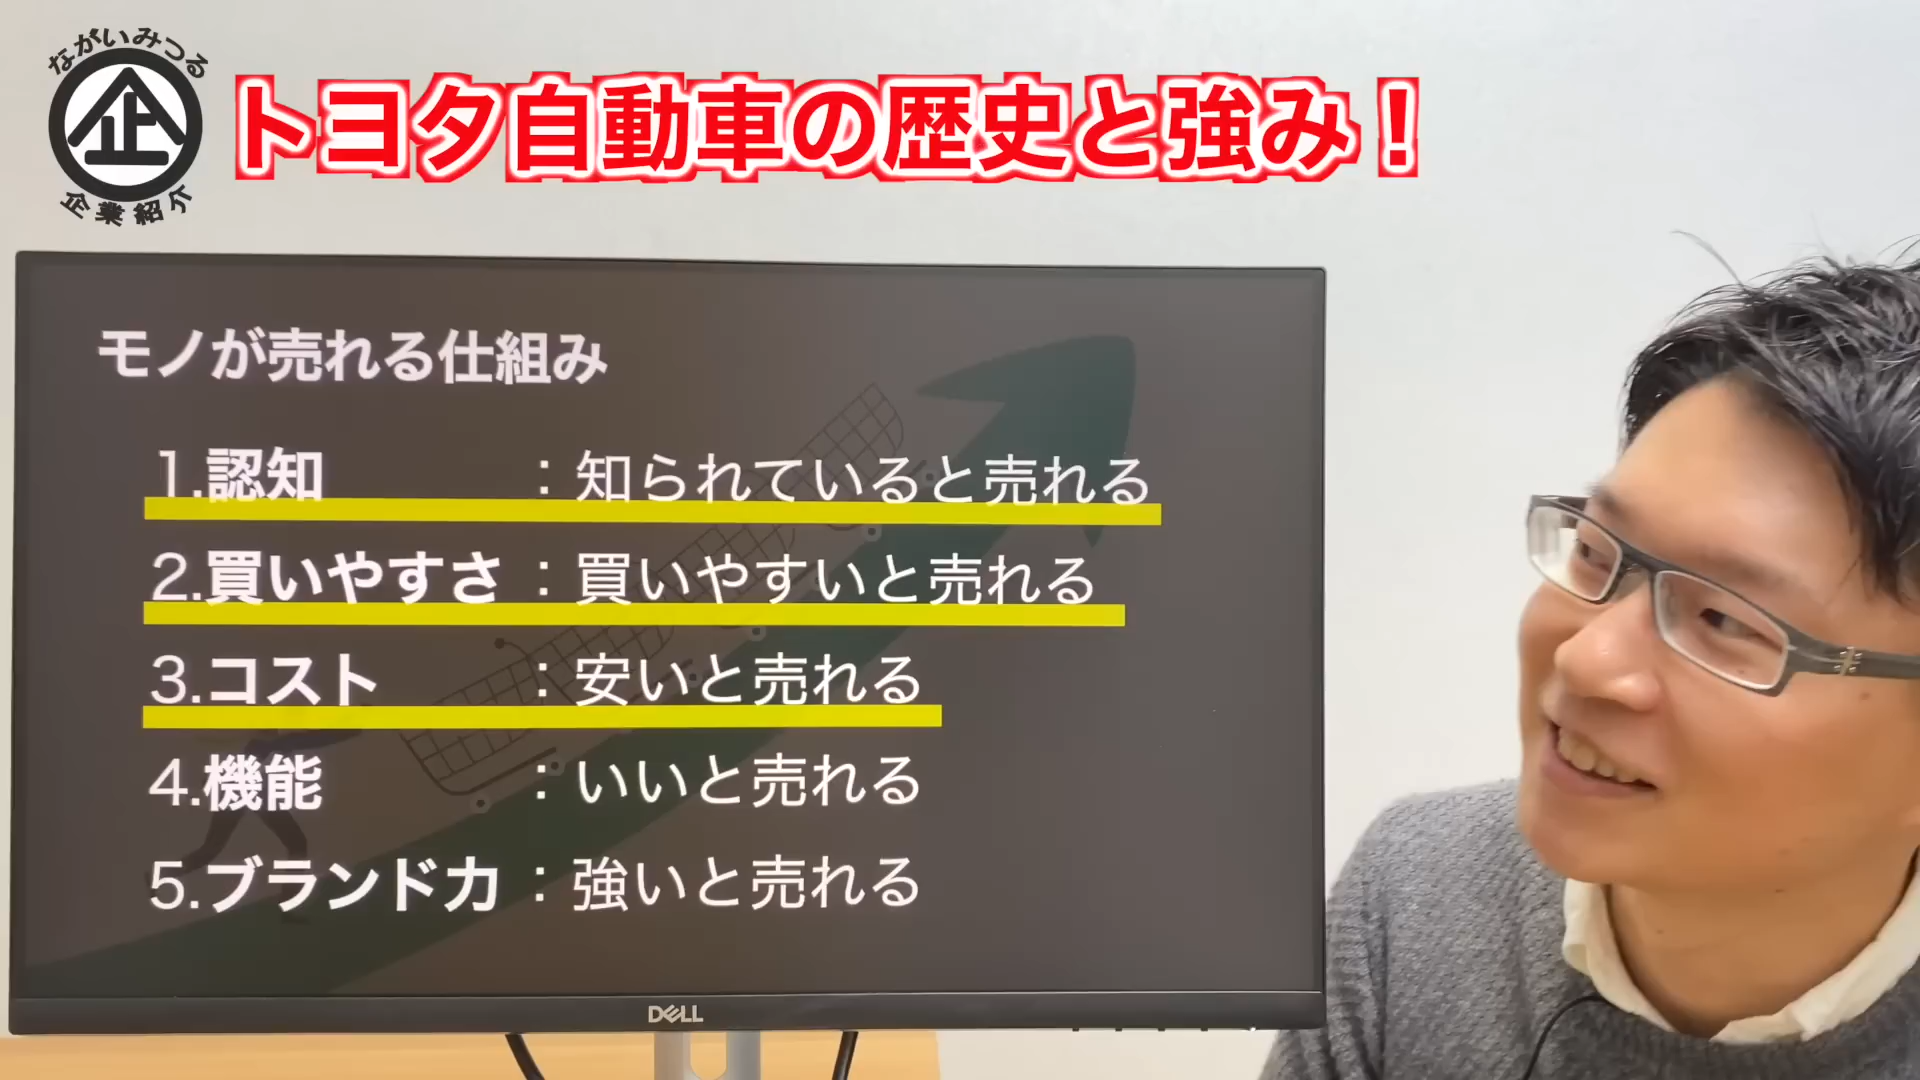 ながいみつる
企
企業紹介
トヨタ自動車の歴史と強み！
モノが売れる仕組み
1.認知 ：知られていると売れる
2.買いやすさ：買いやすいと売れる
3.コスト ：安いと売れる
4.機能 ：いいと売れる
5.ブランド力：強いと売れる
DELL